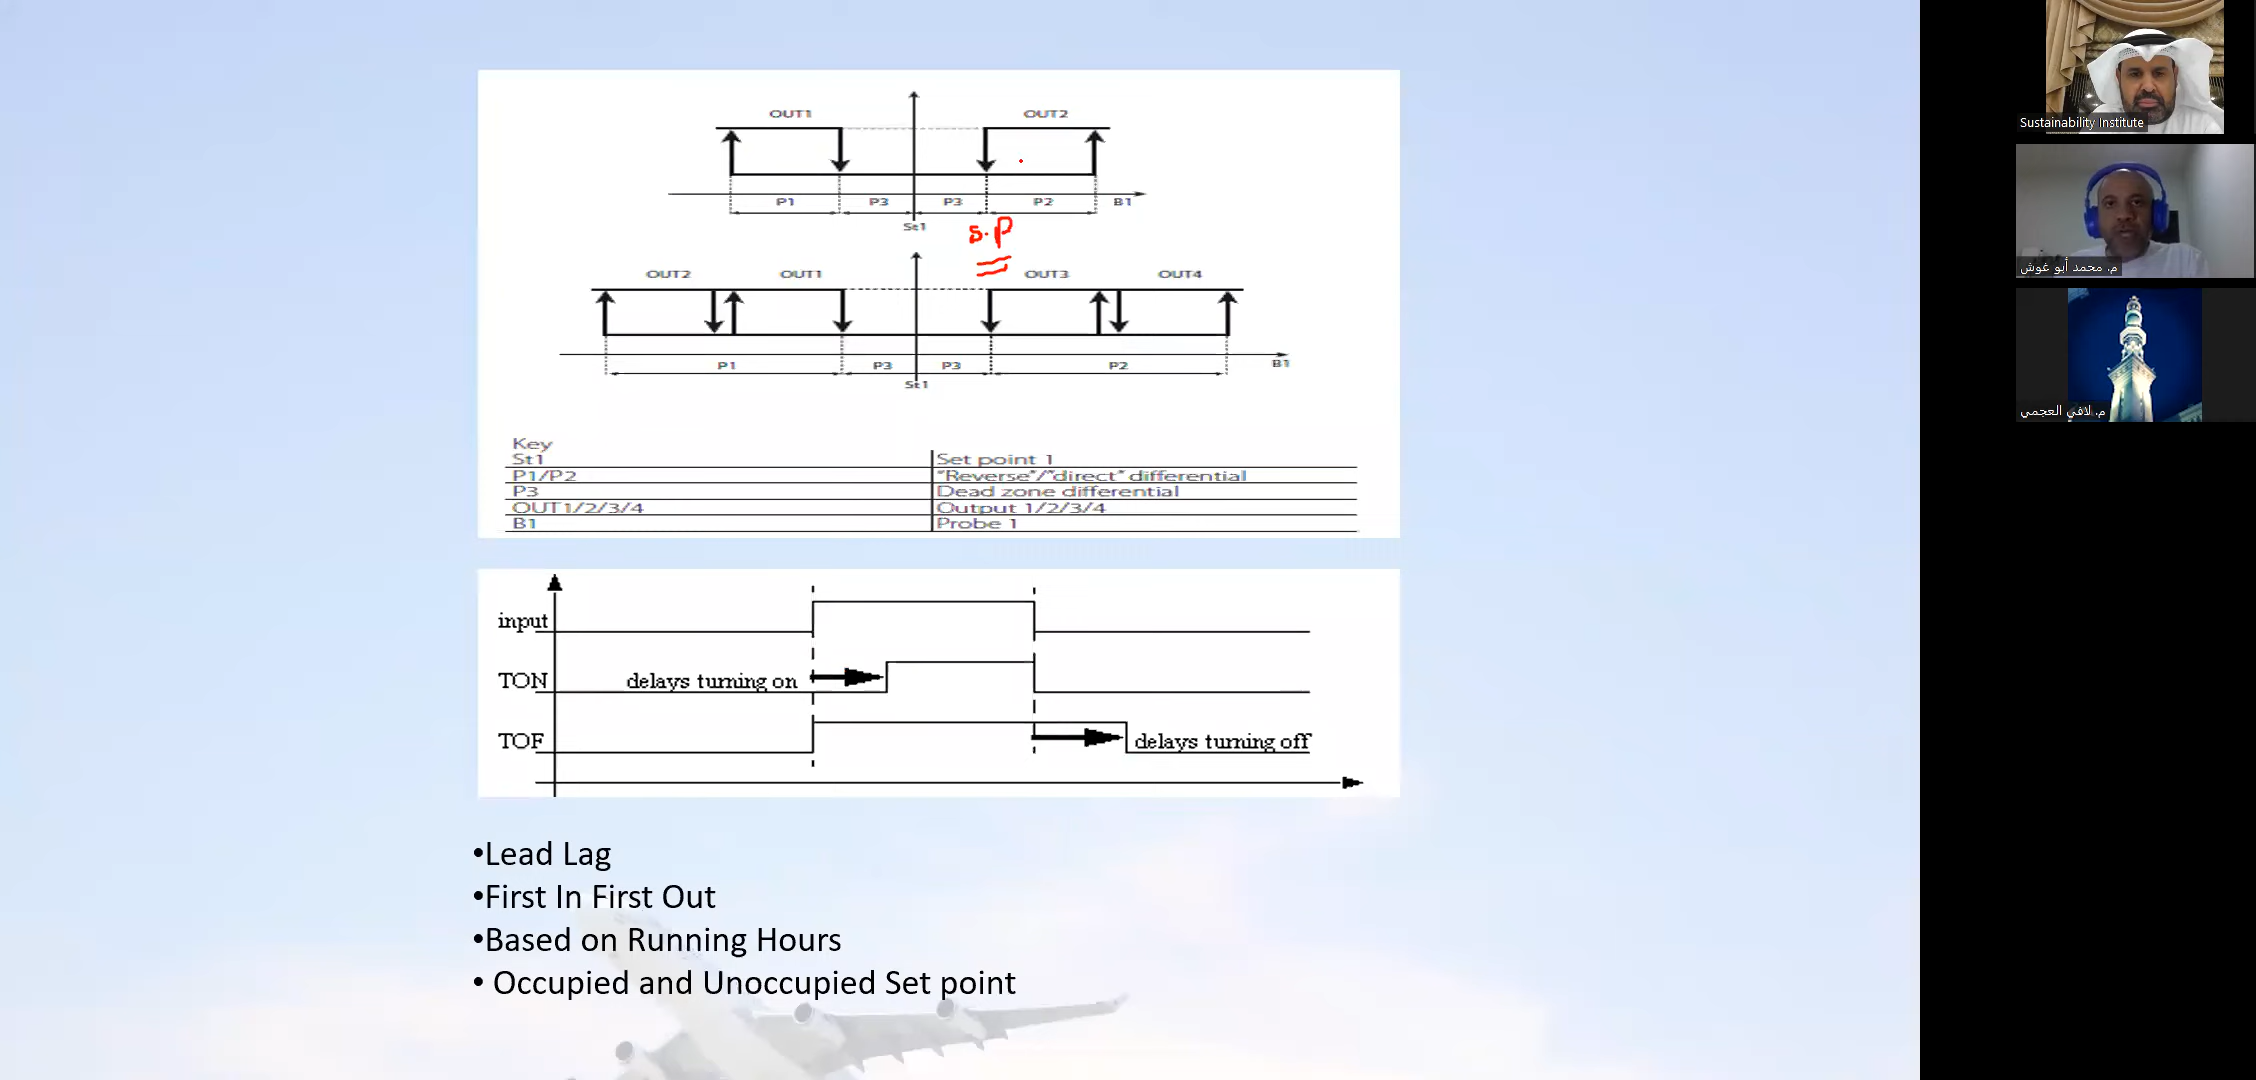 OUT1 OUT2
P1 P3 P3 P2 B1
St1
s.P
OUT2 OUT1 OUT3 OUT4
P1 P3 P3 P2 B1
St1
Key
St1 Set point 1
P1/P2 "Reverse"/"direct" differential
P3 Dead zone differential
OUT1/2/3/4 Output 1/2/3/4
B1 Probe 1
input
TON delays turning on
TOF delays turning off
•Lead Lag
•First In First Out
•Based on Running Hours
• Occupied and Unoccupied Set point
Sustainability Institute
م. محمد أبو غوش
م. لافي العجمي